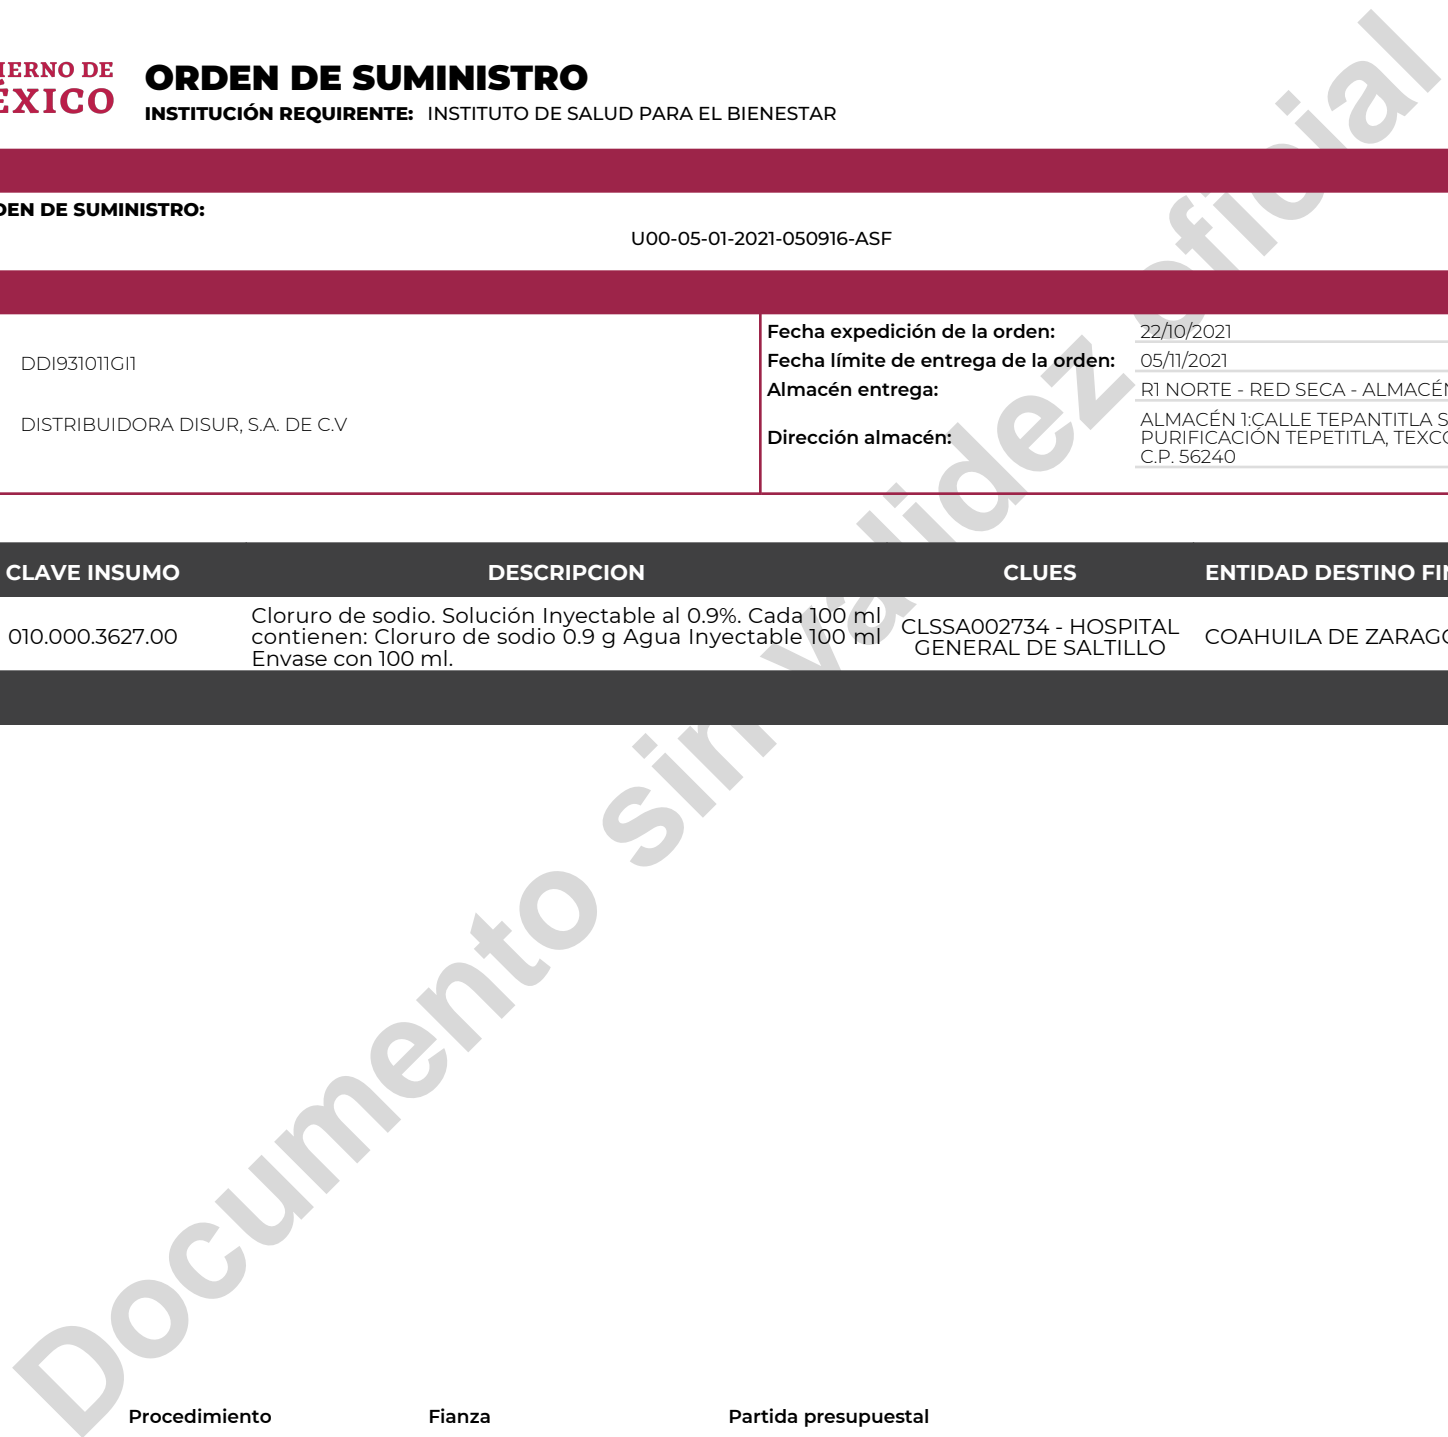 IERNO DE
ÉXICO
ORDEN DE SUMINISTRO
INSTITUCIÓN REQUIRENTE: INSTITUTO DE SALUD PARA EL BIENESTAR
DEN DE SUMINISTRO:
U00-05-01-2021-050916-ASF
DDI931011GI1
DISTRIBUIDORA DISUR, S.A. DE C.V
Fecha expedición de la orden: 22/10/2021
Fecha límite de entrega de la orden: 05/11/2021
Almacén entrega: R1 NORTE - RED SECA - ALMACÉN
Dirección almacén:
ALMACÉN 1:CALLE TEPANTITLA S
PURIFICACIÓN TEPETITLA, TEXCO
C.P. 56240
CLAVE INSUMO DESCRIPCION CLUES ENTIDAD DESTINO FIN
010.000.3627.00
Cloruro de sodio. Solución Inyectable al 0.9%. Cada 100 ml
contienen: Cloruro de sodio 0.9 g Agua Inyectable 100 ml
Envase con 100 ml.
CLSSA002734 - HOSPITAL
GENERAL DE SALTILLO
COAHUILA DE ZARAGO
Documento sin validez oficial
Procedimiento Fianza Partida presupuestal